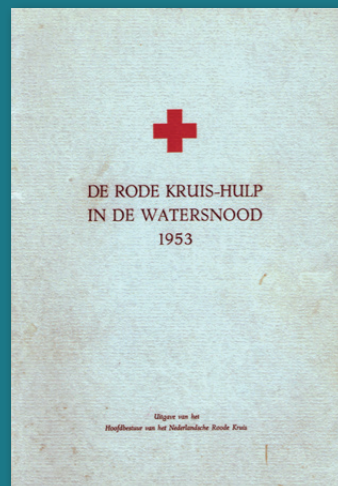 DE RODE KRUIS-HULP
IN DE WATERSNOOD
1953
Uitgave van het
Hoofdbestuur van het Nederlandsche Roode Kruis